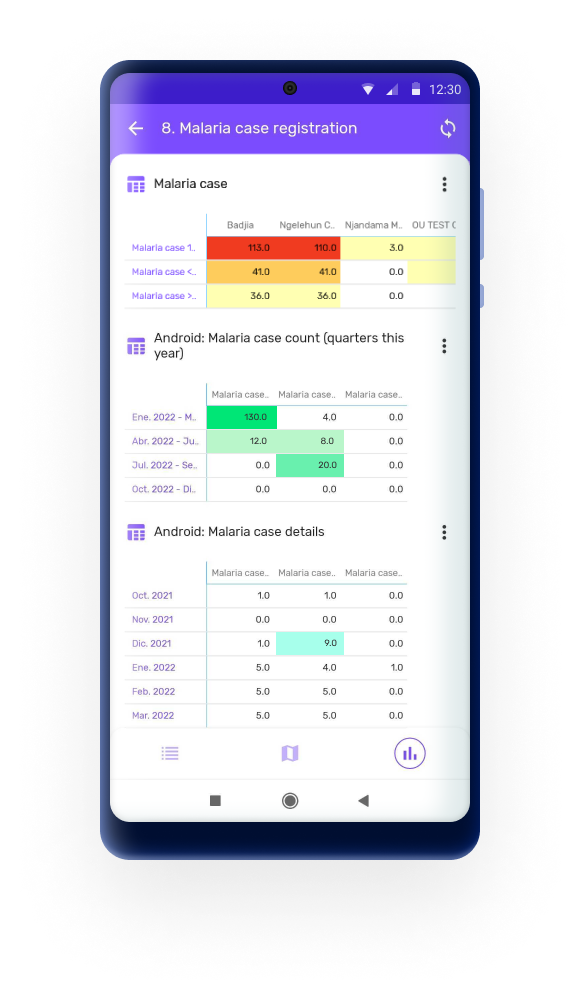 12:30
8. Malaria case registration
Malaria case
Badjia Ngelehun C.. Njandama M.. OU TEST
Malaria case 1.. 113.0 110.0 3.0
Malaria case <.. 41.0 41.0 0.0
Malaria case >.. 36.0 36.0 0.0
Android: Malaria case count (quarters this
year)
Malaria case.. Malaria case.. Malaria case..
Ene. 2022 - M.. 130.0 4.0 0.0
Abr. 2022 - Ju.. 12.0 8.0 0.0
Jul. 2022 - Se.. 0.0 20.0 0.0
Oct. 2022 - Di.. 0.0 0.0 0.0
Android: Malaria case details
Malaria case.. Malaria case.. Malaria case..
Oct. 2021 1.0 1.0 0.0
Nov. 2021 0.0 0.0 0.0
Dic. 2021 1.0 9.0 0.0
Ene. 2022 5.0 4.0 1.0
Feb. 2022 5.0 5.0 0.0
Mar. 2022 5.0 5.0 0.0